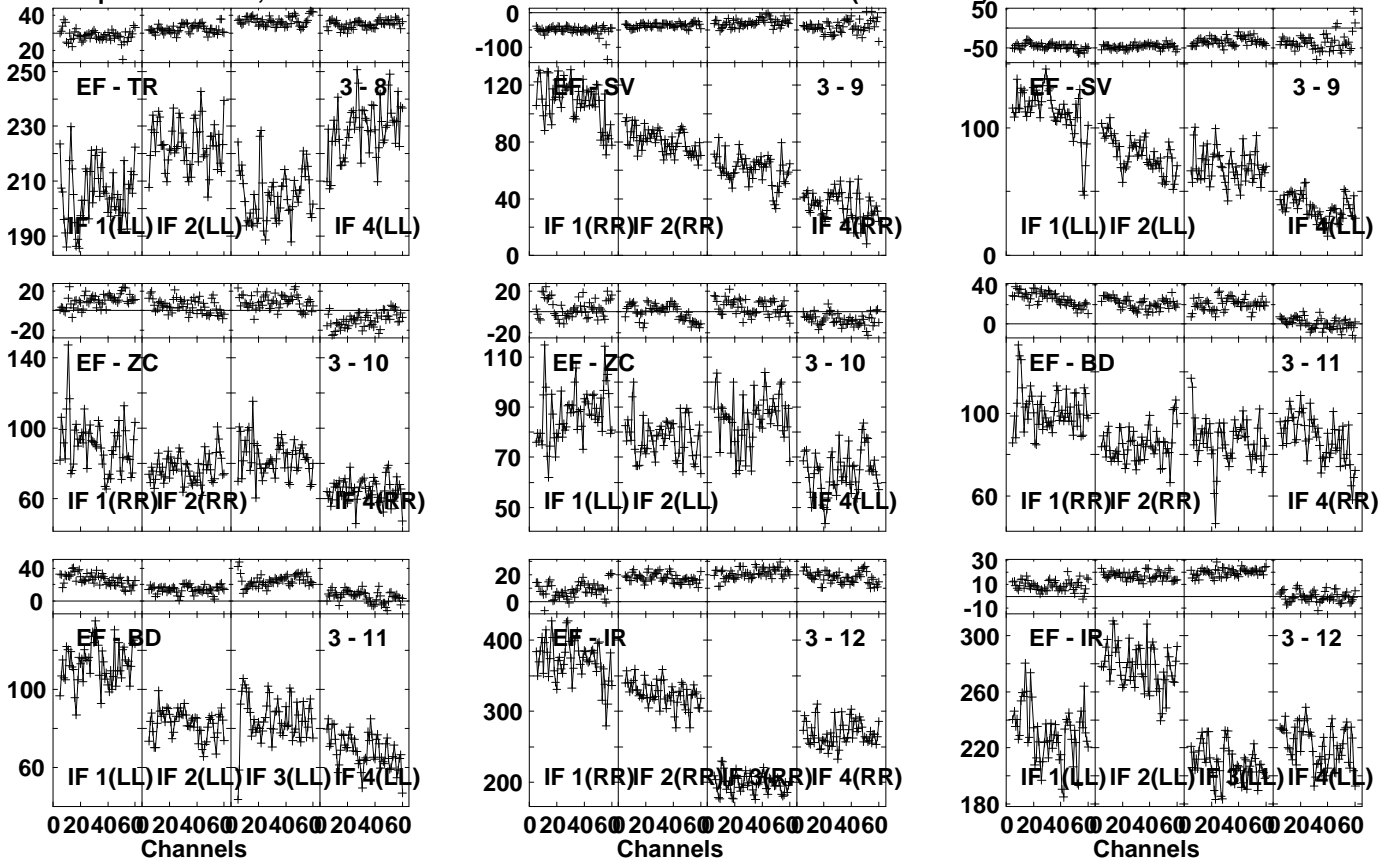 40
20
250
230
210
190
EF - TR
3 - 8
IF 1(LL)
IF 2(LL)
IF 4(LL)
0
-100
120
80
40
0
EF - SV
3 - 9
IF 1(RR)
IF 2(RR)
IF 4(RR)
50
-50
100
0
EF - SV
3 - 9
IF 1(LL)
IF 2(LL)
IF 4(LL)
20
-20
140
100
60
EF - ZC
3 - 10
IF 1(RR)
IF 2(RR)
IF 4(RR)
20
-20
110
90
70
50
EF - ZC
3 - 10
IF 1(LL)
IF 2(LL)
IF 4(LL)
40
0
100
60
EF - BD
3 - 11
IF 1(RR)
IF 2(RR)
IF 4(RR)
40
0
100
60
EF - BD
3 - 11
IF 1(LL)
IF 2(LL)
IF 3(LL)
IF 4(LL)
0 20 40 60 0 20 40 60 0 20 40 60 0 20 40 60
Channels
20
0
400
300
200
EF - IR
3 - 12
IF 1(RR)
IF 2(RR)
IF 3(RR)
IF 4(RR)
0 20 40 60 0 20 40 60 0 20 40 60 0 20 40 60
Channels
30
10
-10
300
260
220
180
EF - IR
3 - 12
IF 1(LL)
IF 2(LL)
IF 3(LL)
IF 4(LL)
0 20 40 60 0 20 40 60 0 20 40 60 0 20 40 60
Channels